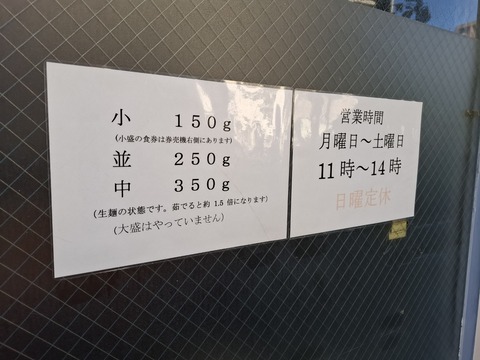 小 150g
(小盛の食券は券売機右側にあります)
並 250g
中 350g
(生麺の状態です。茹でると約 1.5 倍になります)
(大盛はやっていません)
営業時間
月曜日～土曜日
11時～14時
日曜定休